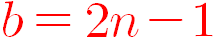 b = 2n − 1